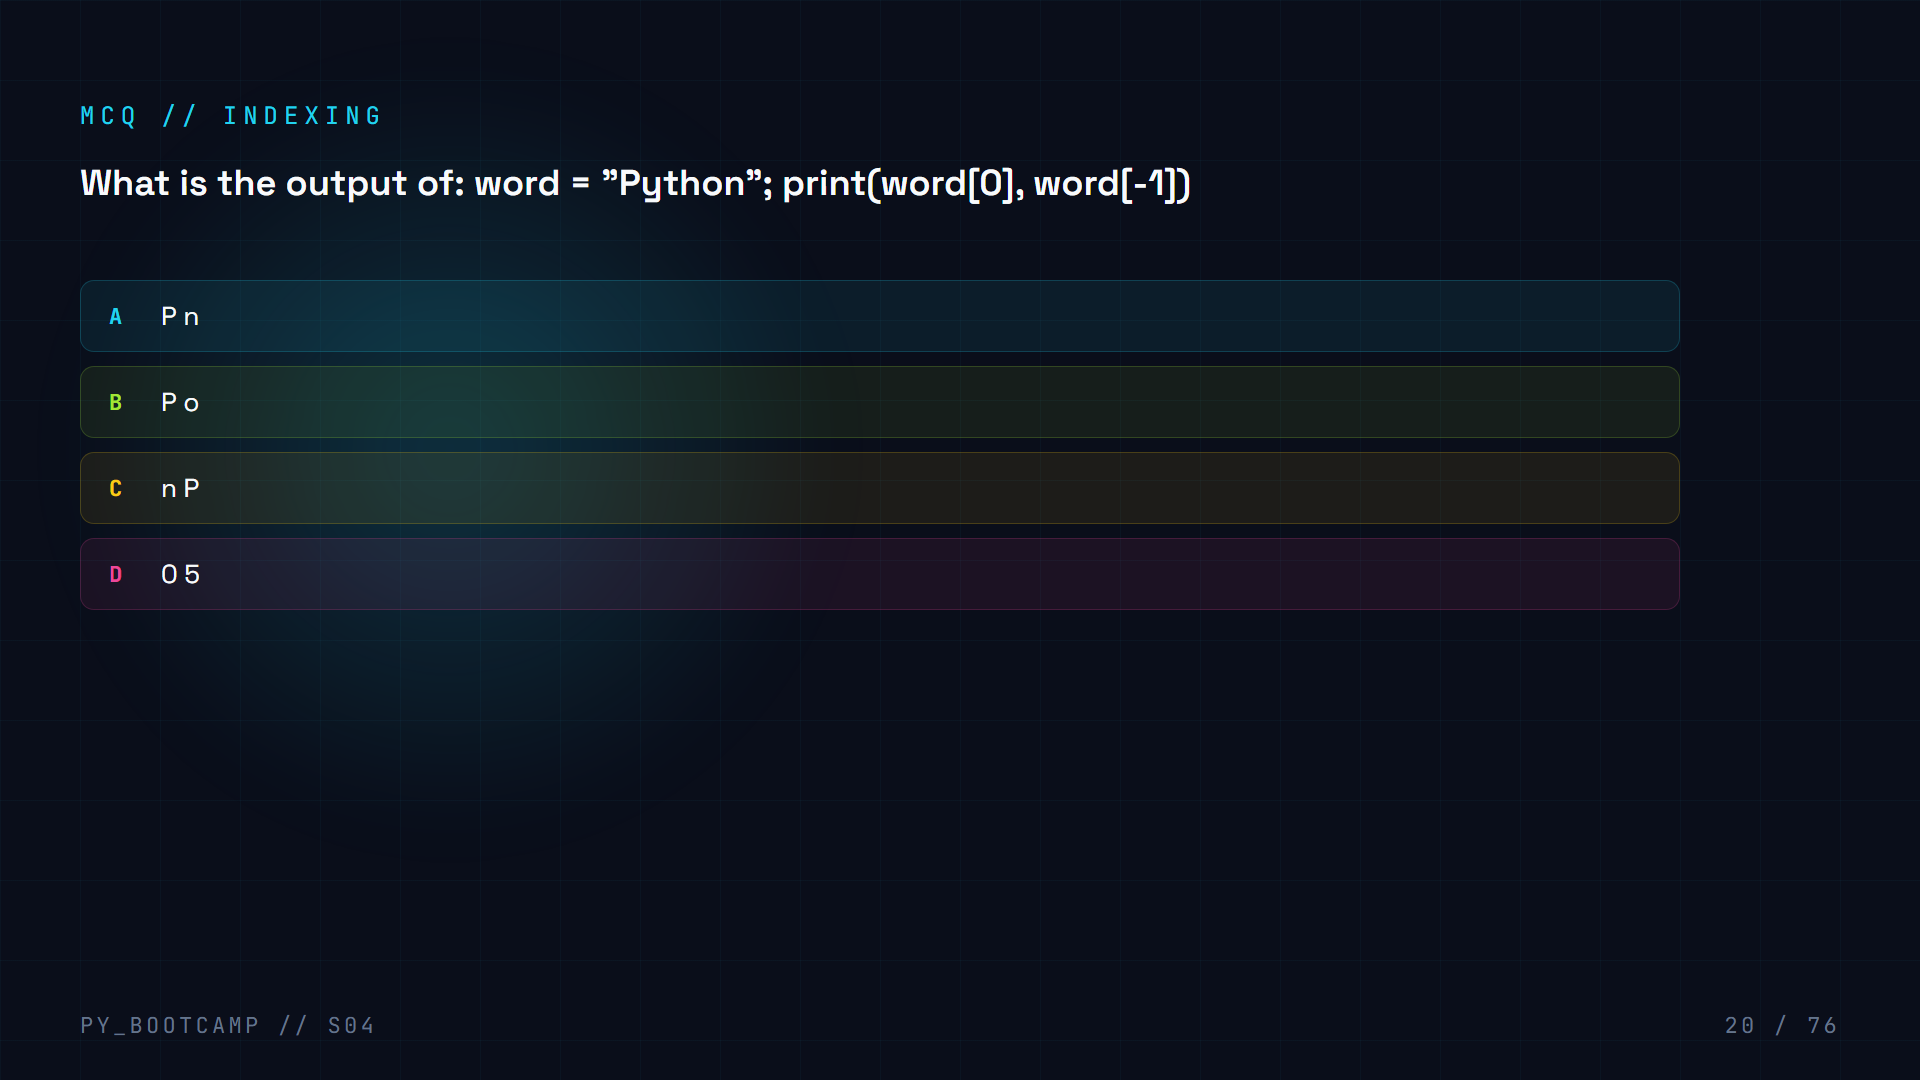 MCQ // INDEXING
What is the output of: word = ”Python”; print(word[0], word[-1])
A P n
B P o
C n P
D 0 5
PY_BOOTCAMP // S04
20 / 76